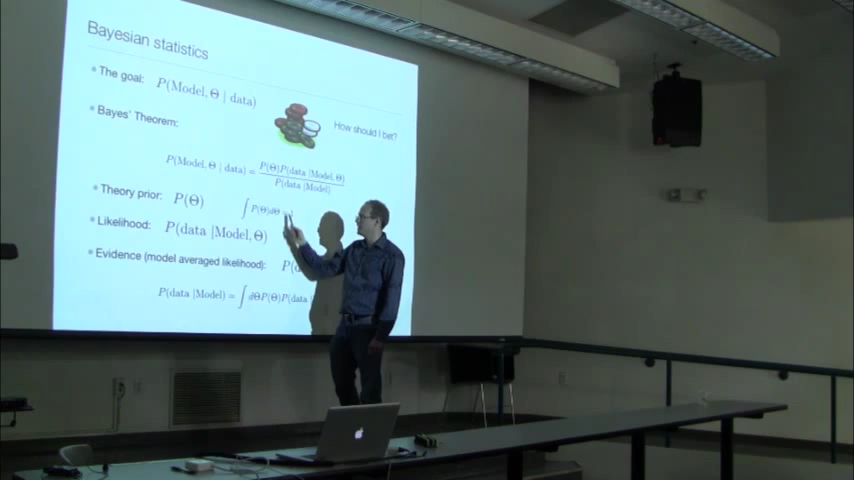 Bayesian statistics
• The goal: P(Model, Θ | data)
• Bayes' Theorem:
How should I bet?
P(Model, Θ | data) = P(Θ)P(data |Model, Θ) / P(data |Model)
• Theory prior: P(Θ) ∫ P(Θ)dΘ
• Likelihood: P(data |Model, Θ)
• Evidence (model averaged likelihood): P(d
P(data |Model) = ∫ dΘP(Θ)P(data |